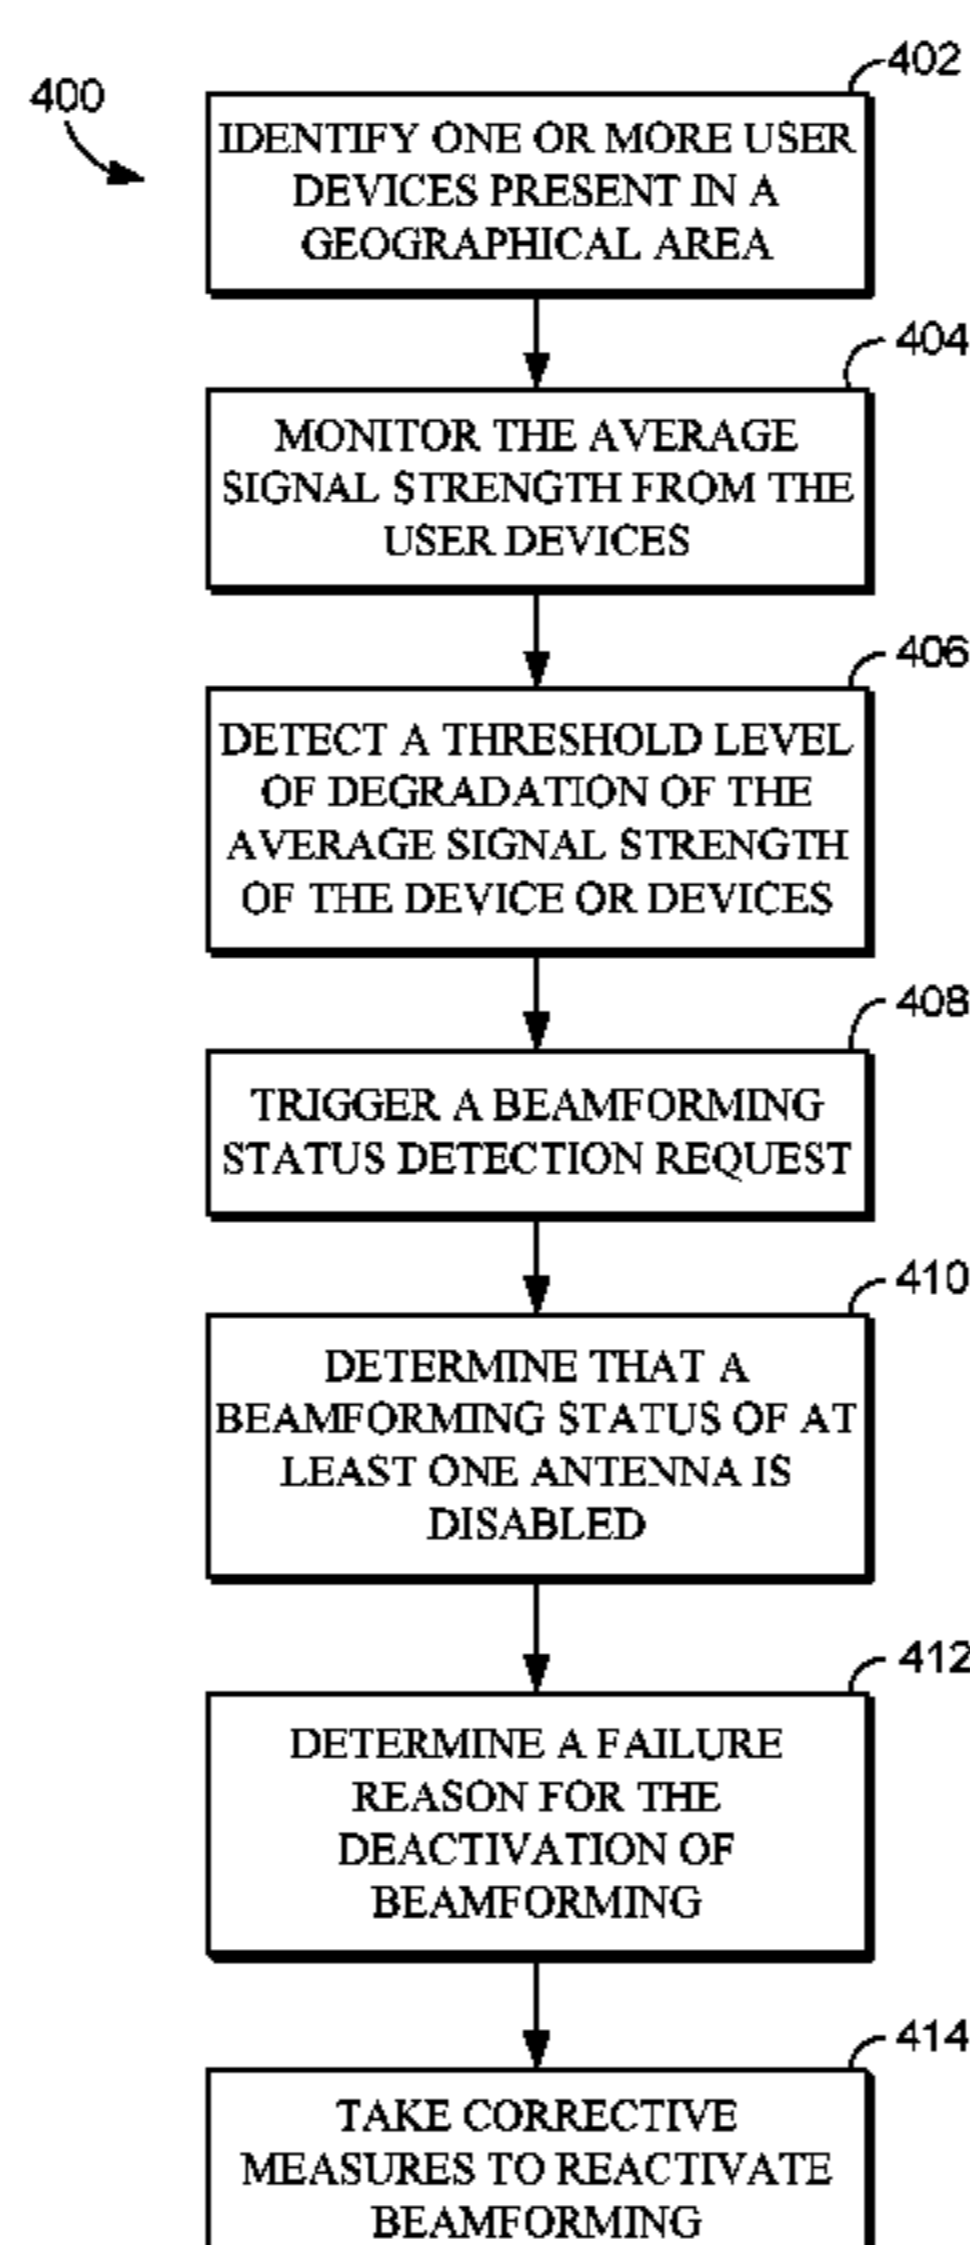 400
402
IDENTIFY ONE OR MORE USER
DEVICES PRESENT IN A
GEOGRAPHICAL AREA
404
MONITOR THE AVERAGE
SIGNAL STRENGTH FROM THE
USER DEVICES
406
DETECT A THRESHOLD LEVEL
OF DEGRADATION OF THE
AVERAGE SIGNAL STRENGTH
OF THE DEVICE OR DEVICES
408
TRIGGER A BEAMFORMING
STATUS DETECTION REQUEST
410
DETERMINE THAT A
BEAMFORMING STATUS OF AT
LEAST ONE ANTENNA IS
DISABLED
412
DETERMINE A FAILURE
REASON FOR THE
DEACTIVATION OF
BEAMFORMING
414
TAKE CORRECTIVE
MEASURES TO REACTIVATE
BEAMFORMING